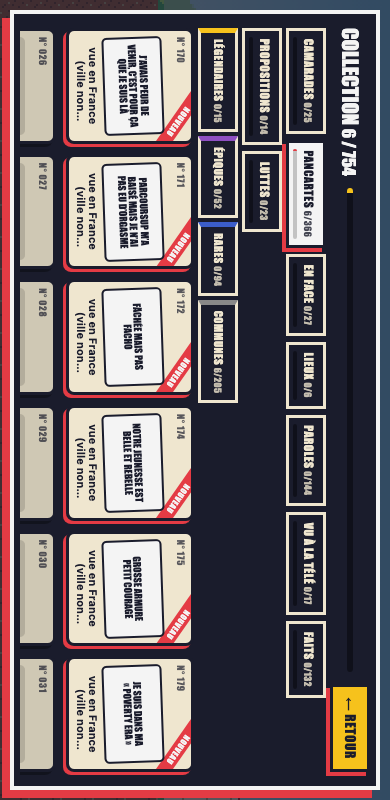 COLLECTION 6 / 754
← RETOUR
CAMARADES 0/25
PANCARTES 6/366
EN FACE 0/27
LIEUX 0/6
PAROLES 0/144
VU À LA TÉLÉ 0/17
FAITS 0/132
PROPOSITIONS 0/14
LUTTES 0/23
LÉGENDAIRES 0/15
ÉPIQUES 0/52
RARES 0/94
COMMUNES 0/205
N° 170
NOUVEAU
J'AVAIS PEUR DE
VENIR, C'EST POUR ÇA
QUE JE SUIS LÀ
vue en France
(ville non…
N° 171
NOUVEAU
PARCOURSUP M'A
BAISÉ MAIS JE N'AI
PAS EU D'ORGASME
vue en France
(ville non…
N° 172
NOUVEAU
FÂCHÉE MAIS PAS
FACHO
vue en France
(ville non…
N° 174
NOUVEAU
NOTRE JEUNESSE EST
BELLE ET REBELLE
vue en France
(ville non…
N° 175
NOUVEAU
GROSSE ARMURE
PETIT COURAGE
vue en France
(ville non…
N° 179
NOUVEAU
JE SUIS DANS MA
« POVERTY ERA »
vue en France
(ville non…
N° 026
N° 027
N° 028
N° 029
N° 030
N° 031